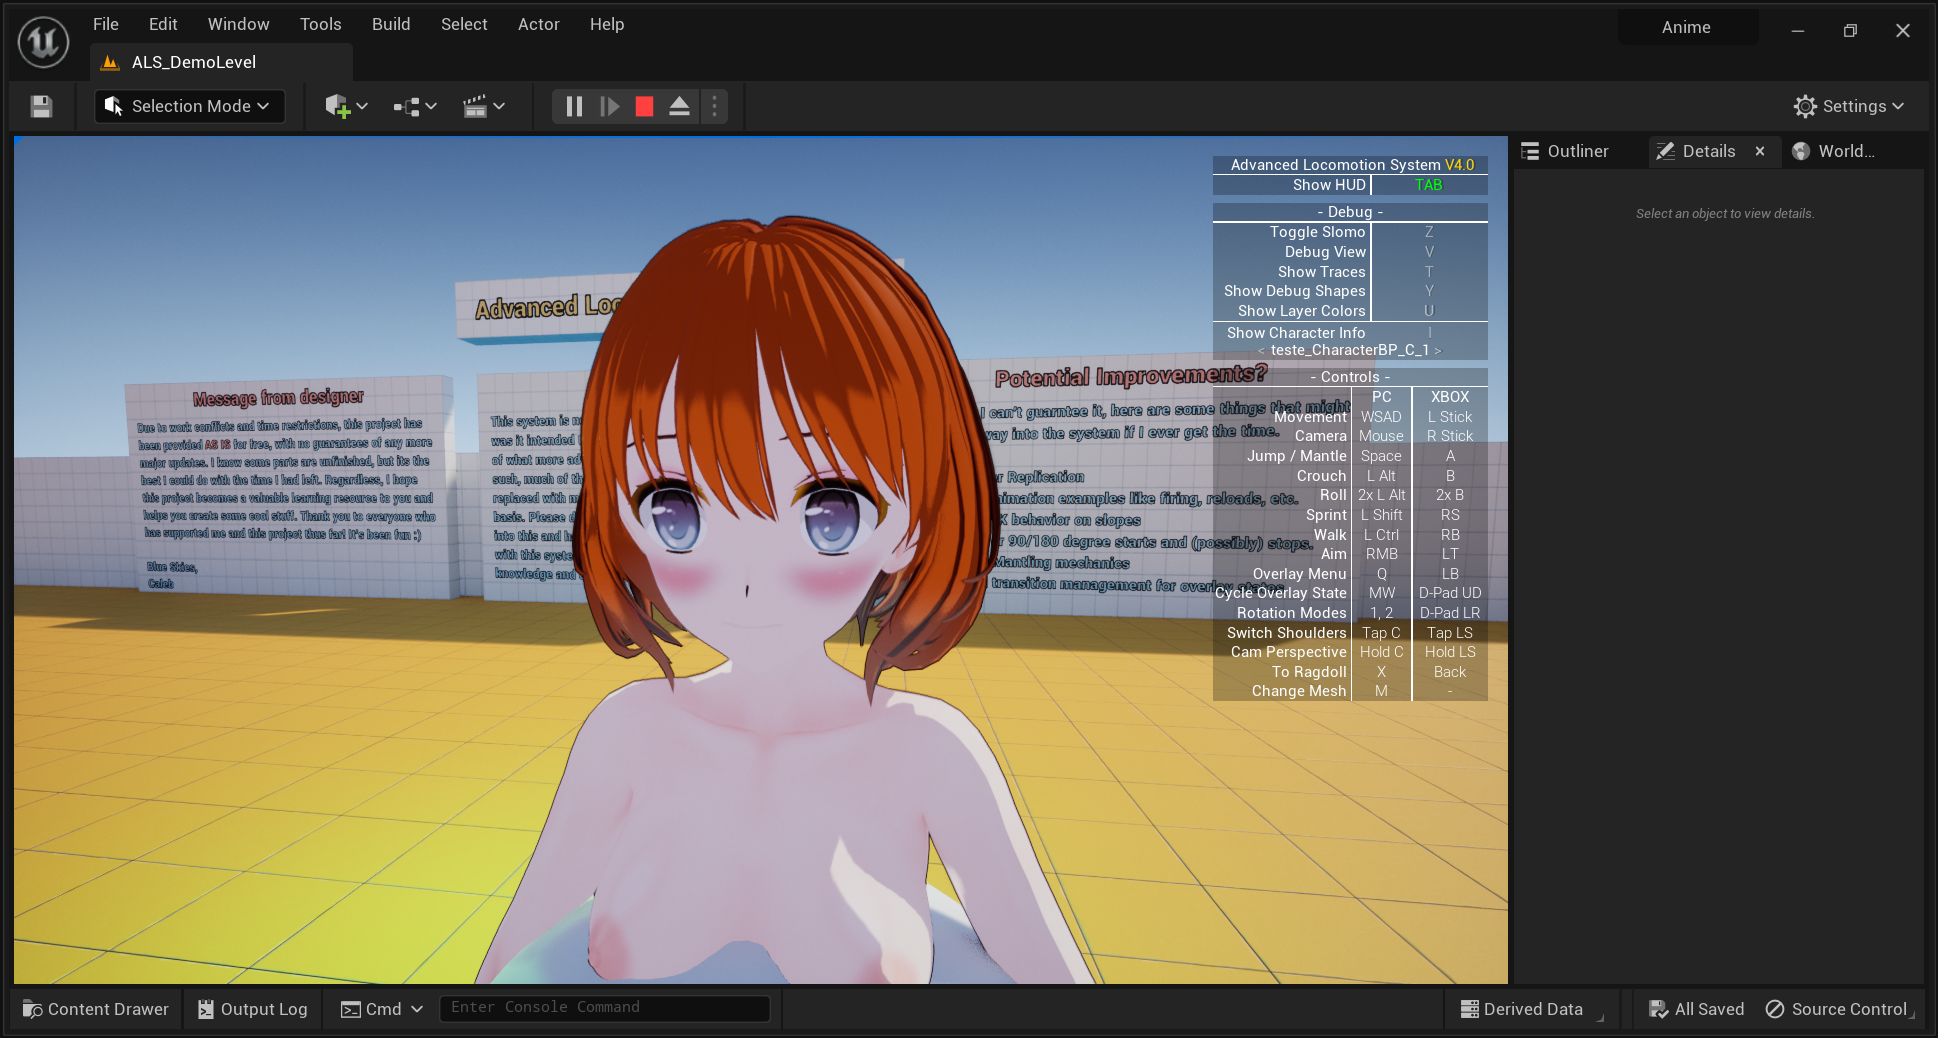 File Edit Window Tools Build Select Actor Help
Anime
ALS_DemoLevel
Selection Mode
Settings
Outliner
Details
World...
Select an object to view details.
Advanced Locomotion System V4.0
Show HUD TAB
- Debug -
Toggle Slomo Z
Debug View V
Show Traces T
Show Debug Shapes Y
Show Layer Colors U
Show Character Info I
< teste_CharacterBP_C_1 >
- Controls -
PC XBOX
Movement WSAD L Stick
Camera Mouse R Stick
Jump / Mantle Space A
Crouch L Alt B
Roll 2x L Alt 2x B
Sprint L Shift RS
Walk L Ctrl RB
Aim RMB LT
Overlay Menu Q LB
Cycle Overlay State MW D-Pad UD
Rotation Modes 1, 2 D-Pad LR
Switch Shoulders Tap C Tap LS
Cam Perspective Hold C Hold LS
To Ragdoll X Back
Change Mesh M -
Advanced Loc
Message from designer
Due to work conflicts and time restrictions, this project has
been provided AS IS for free, with no guarantees of any more
major updates. I know some parts are unfinished, but its the
best I could do with the time I had left. Regardless, I hope
this project becomes a valuable learning resource to you and
helps you create some cool stuff. Thank you to everyone who
has supported me and this project thus far! It's been fun :)
Blue Skies,
Caleb
This system is
was it intended
of what more
such, much of
replaced with
basis. Please
into this and
with this
knowledge and
Potential Improvements?
I can't guarntee it, here are some things that might
way into the system if I ever get the time.
Replication
examples like firing, reloads, etc.
behavior on slopes
90/180 degree starts and (possibly) stops.
Mantling mechanics
transition management for overlay states
Content Drawer
Output Log
Cmd
Enter Console Command
Derived Data
All Saved
Source Control